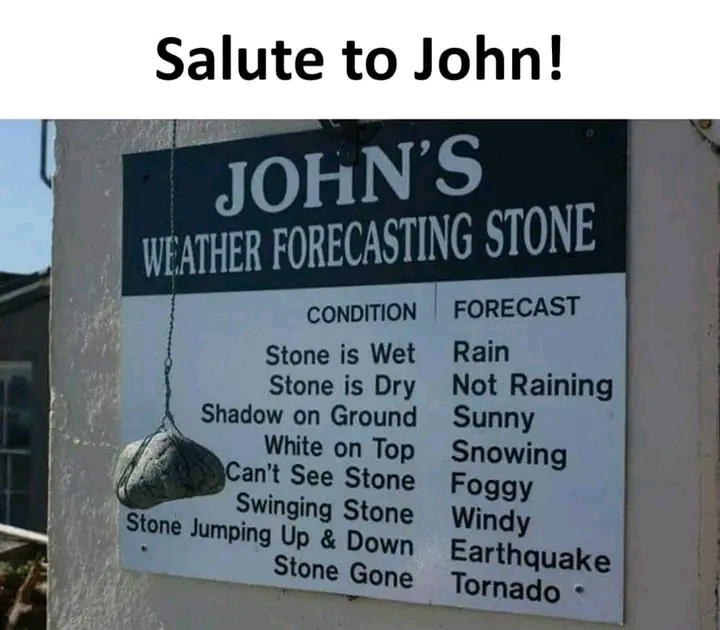 Salute to John!
JOHN'S
WEATHER FORECASTING STONE
CONDITION FORECAST
Stone is Wet Rain
Stone is Dry Not Raining
Shadow on Ground Sunny
White on Top Snowing
Can't See Stone Foggy
Swinging Stone Windy
Stone Jumping Up & Down Earthquake
Stone Gone Tornado